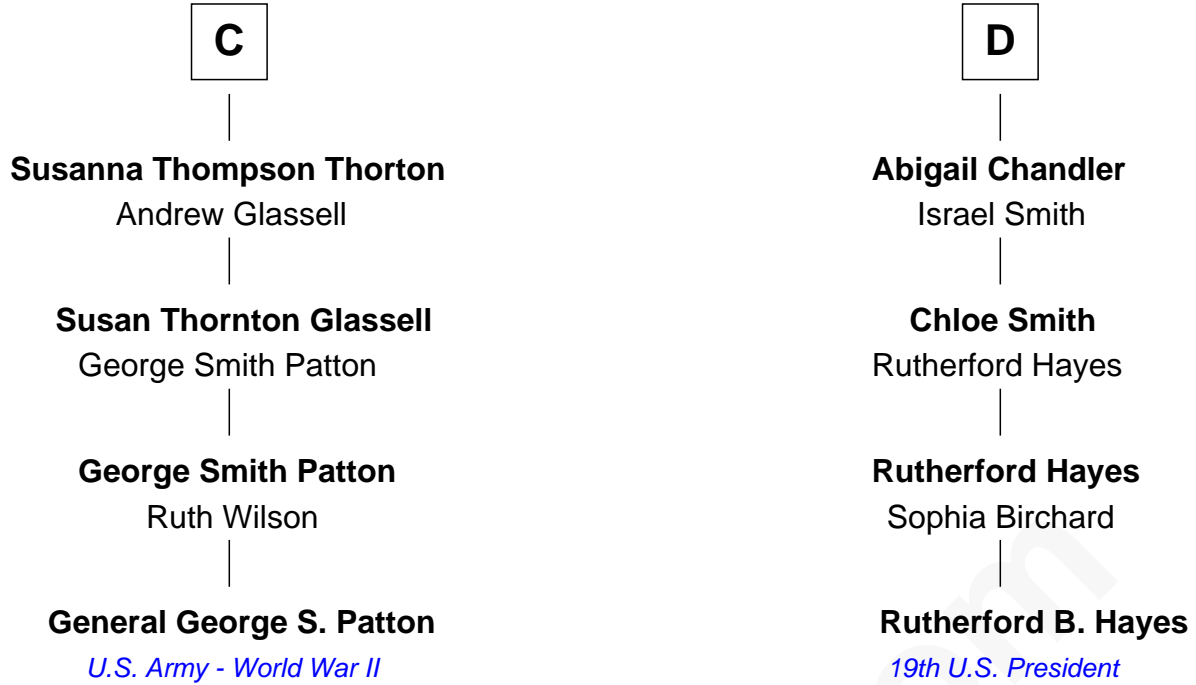 C
D
Susanna Thompson Thorton
Abigail Chandler
Andrew Glassell
Israel Smith
Susan Thornton Glassell
Chloe Smith
George Smith Patton
Rutherford Hayes
George Smith Patton
Rutherford Hayes
Ruth Wilson
Sophia Birchard
General George S. Patton
Rutherford B. Hayes
U.S. Army - World War II
19th U.S. President